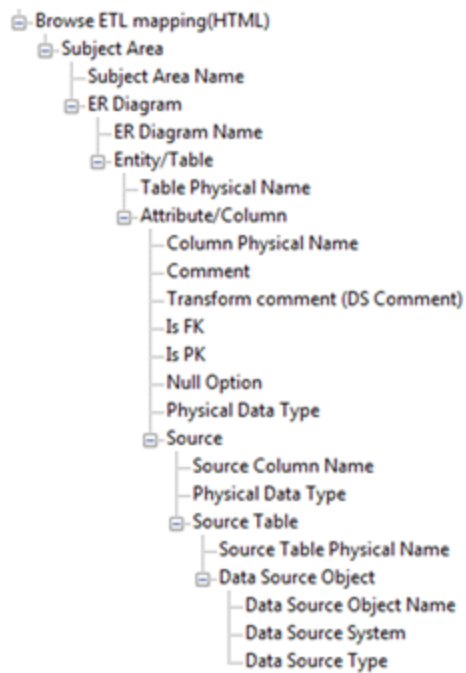 Browse ETL mapping(HTML)
Subject Area
Subject Area Name
ER Diagram
ER Diagram Name
Entity/Table
Table Physical Name
Attribute/Column
Column Physical Name
Comment
Transform comment (DS Comment)
Is FK
Is PK
Null Option
Physical Data Type
Source
Source Column Name
Physical Data Type
Source Table
Source Table Physical Name
Data Source Object
Data Source Object Name
Data Source System
Data Source Type